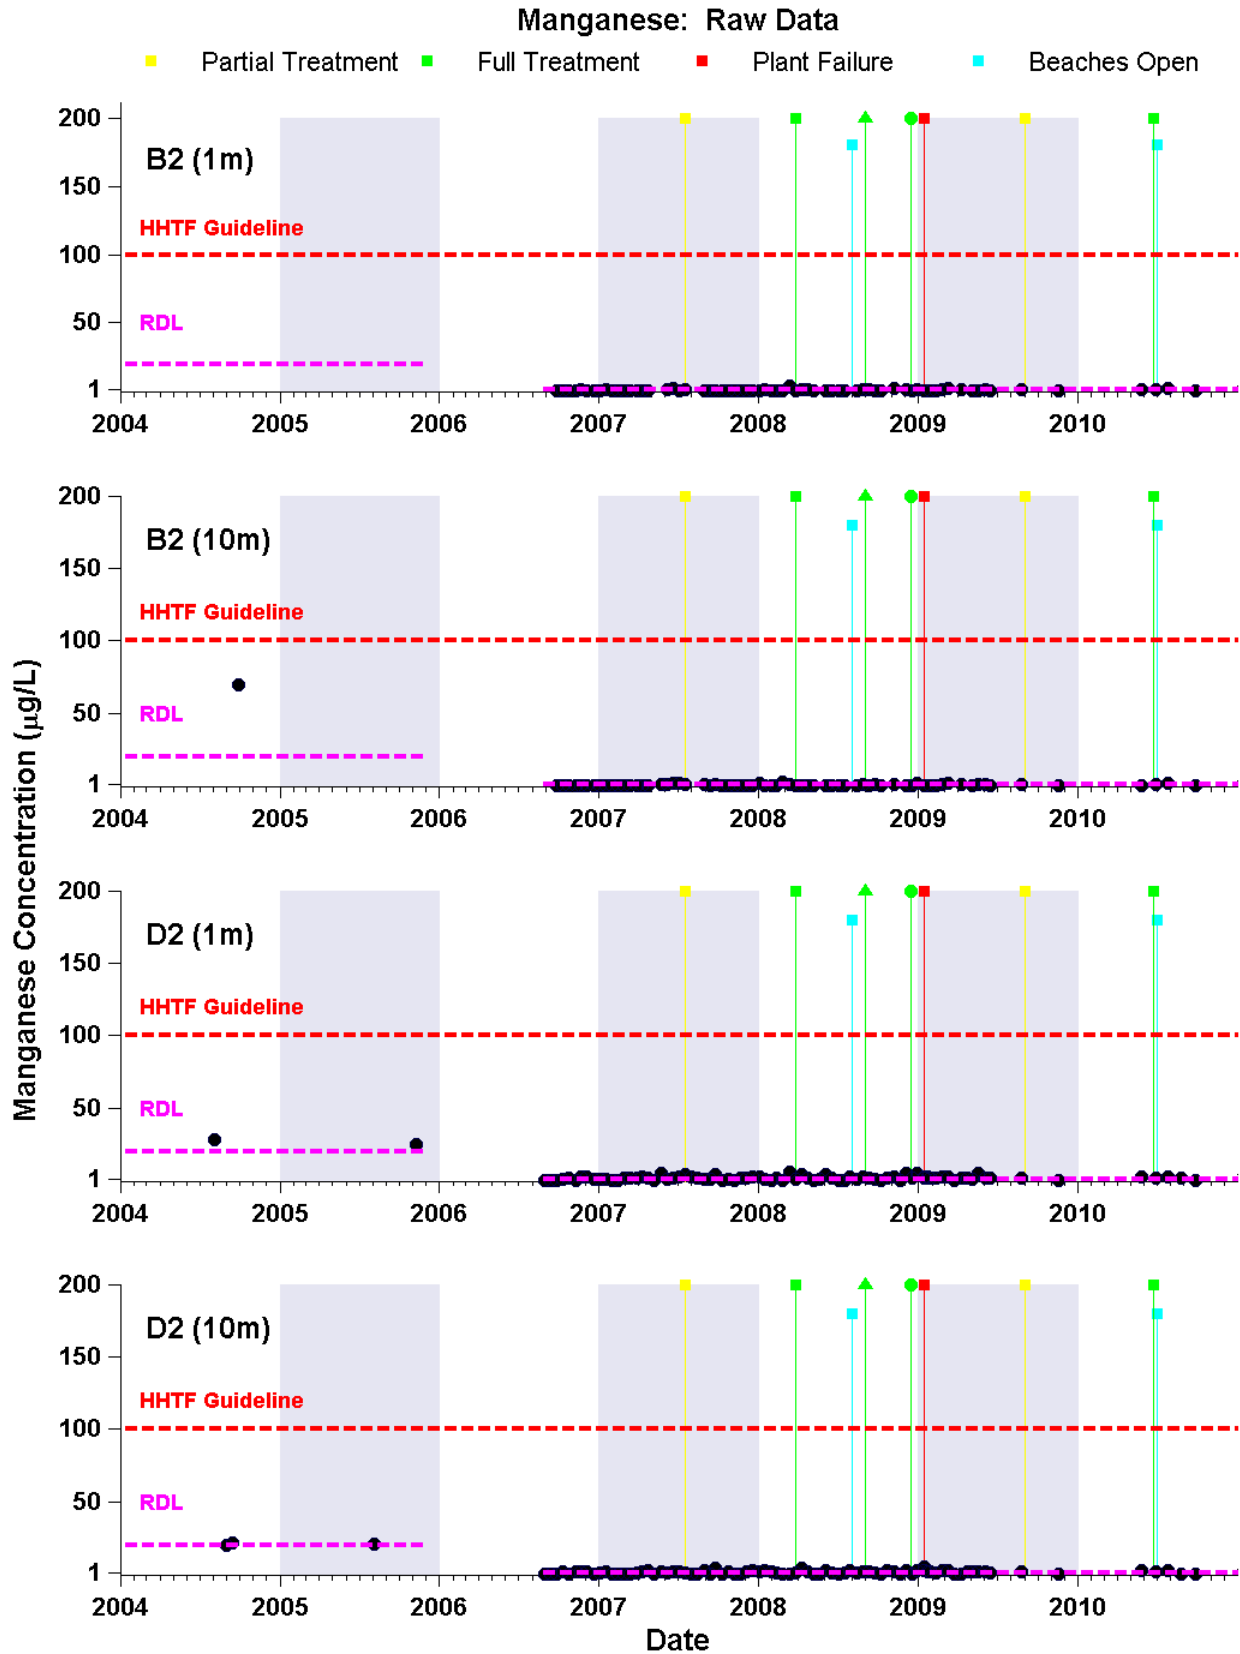 Manganese: Raw Data
Partial Treatment Full Treatment Plant Failure Beaches Open
Manganese Concentration (μg/L)
200
B2 (1m)
150
HHTF Guideline
100
RDL
50
1
2004 2005 2006 2007 2008 2009 2010
200
B2 (10m)
150
HHTF Guideline
100
RDL
50
1
2004 2005 2006 2007 2008 2009 2010
200
D2 (1m)
150
HHTF Guideline
100
RDL
50
1
2004 2005 2006 2007 2008 2009 2010
200
D2 (10m)
150
HHTF Guideline
100
RDL
50
1
2004 2005 2006 2007 2008 2009 2010
Date